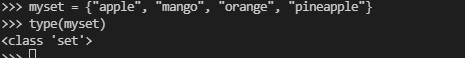 >>> myset = {"apple", "mango", "orange", "pineapple"}
>>> type(myset)
<class 'set'>
>>>